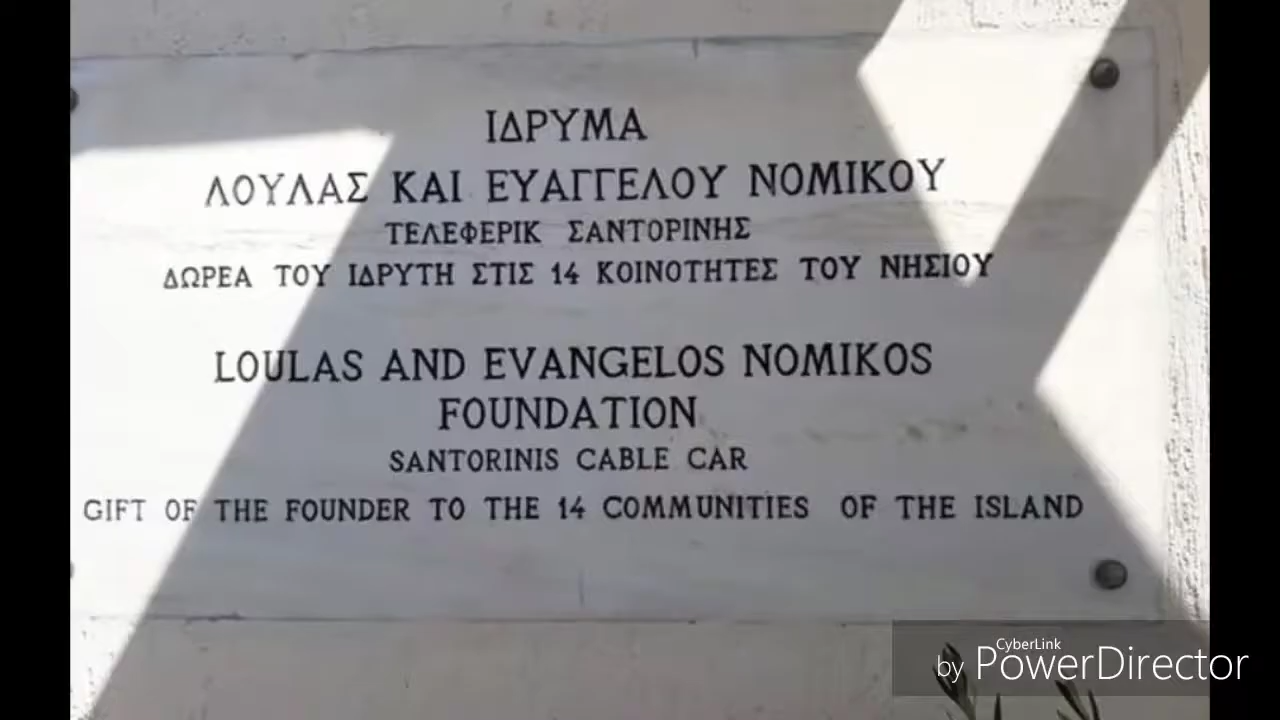 ΙΔΡΥΜΑ
ΛΟΥΛΑΣ ΚΑΙ ΕΥΑΓΓΕΛΟΥ ΝΟΜΙΚΟΥ
ΤΕΛΕΦΕΡΙΚ ΣΑΝΤΟΡΙΝΗΣ
ΔΩΡΕΑ ΤΟΥ ΙΔΡΥΤΗ ΣΤΙΣ 14 ΚΟΙΝΟΤΗΤΕΣ ΤΟΥ ΝΗΣΙΟΥ
LOULAS AND EVANGELOS NOMIKOS
FOUNDATION
SANTORINIS CABLE CAR
GIFT OF THE FOUNDER TO THE 14 COMMUNITIES OF THE ISLAND
CyberLink
by PowerDirector